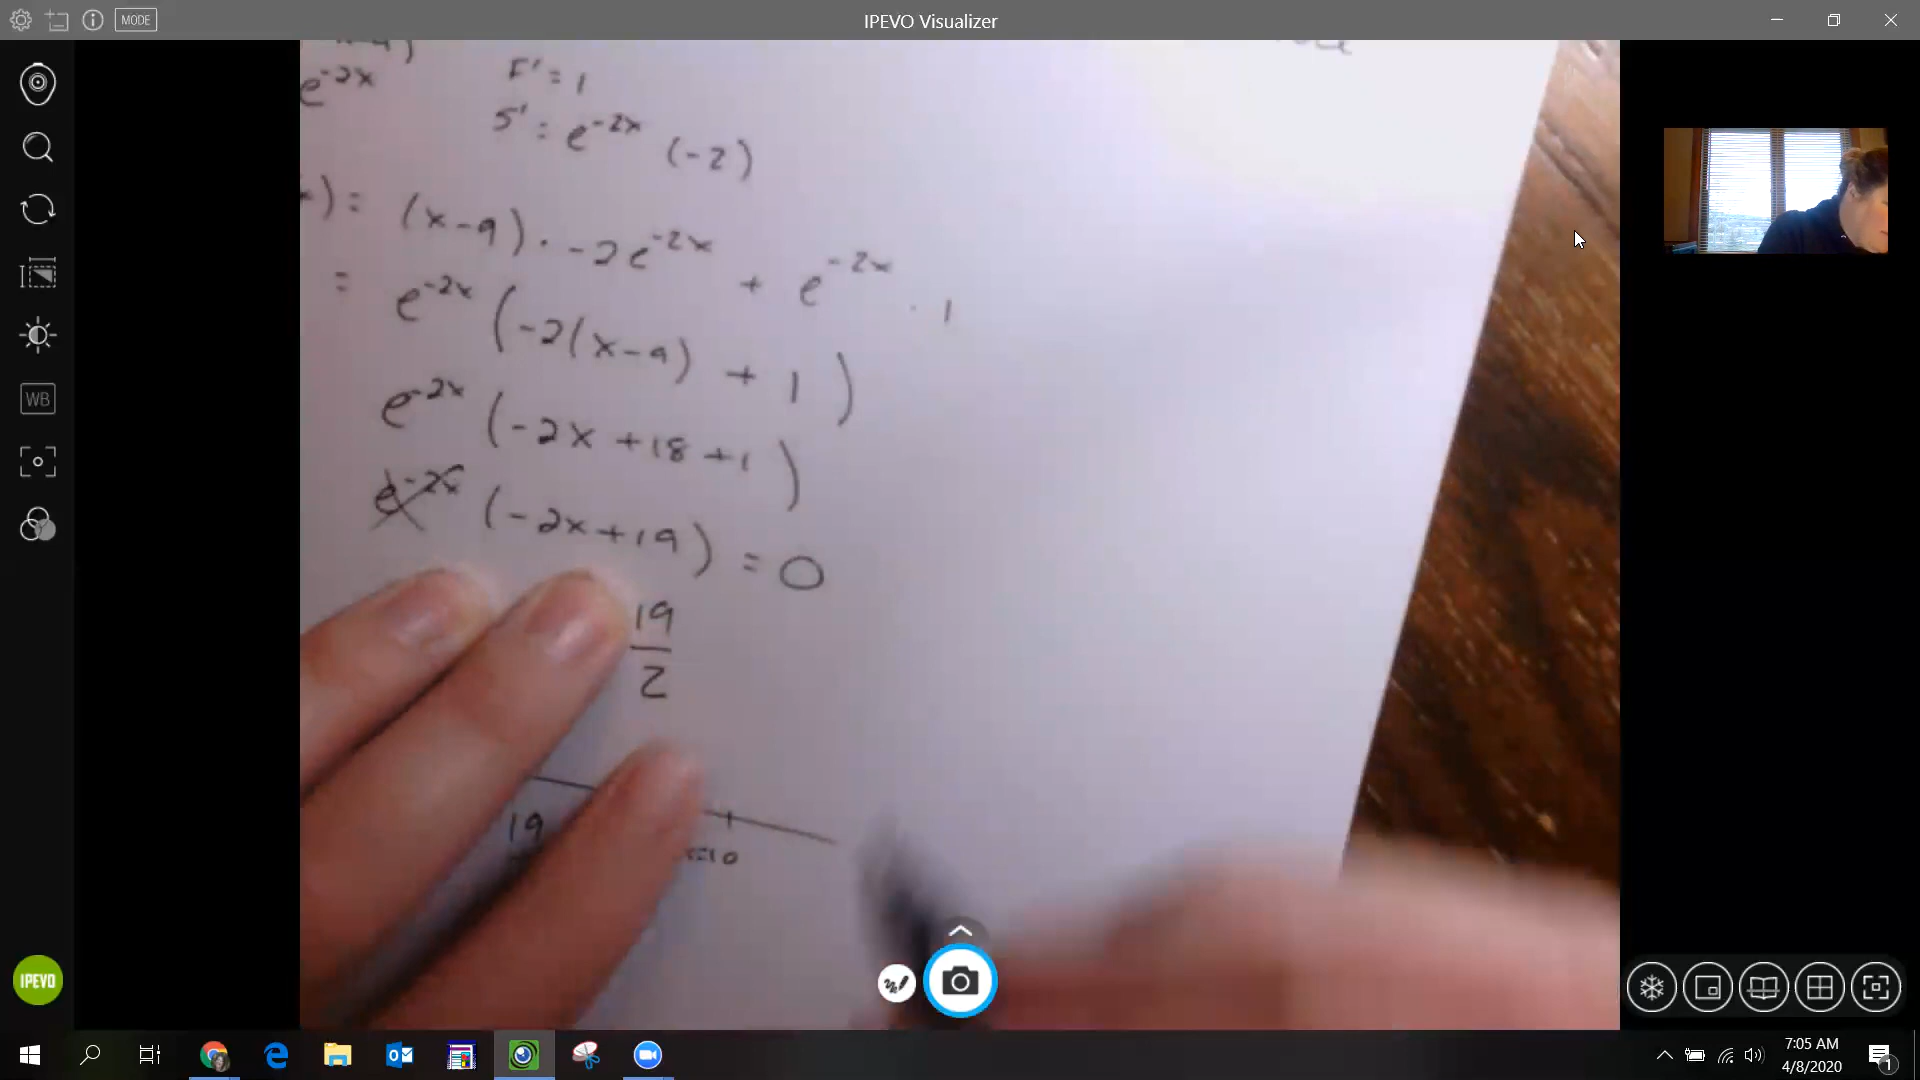 MODE
IPEVO Visualizer
e^-2x
F' = 1
S' = e^-2x (-2)
) = (x-9) · -2e^-2x + e^-2x · 1
= e^-2x (-2(x-9) + 1)
e^-2x (-2x + 18 + 1)
e^-2x (-2x + 19) = 0
19
2
19
=10
WB
IPEVO
7:05 AM
4/8/2020
1